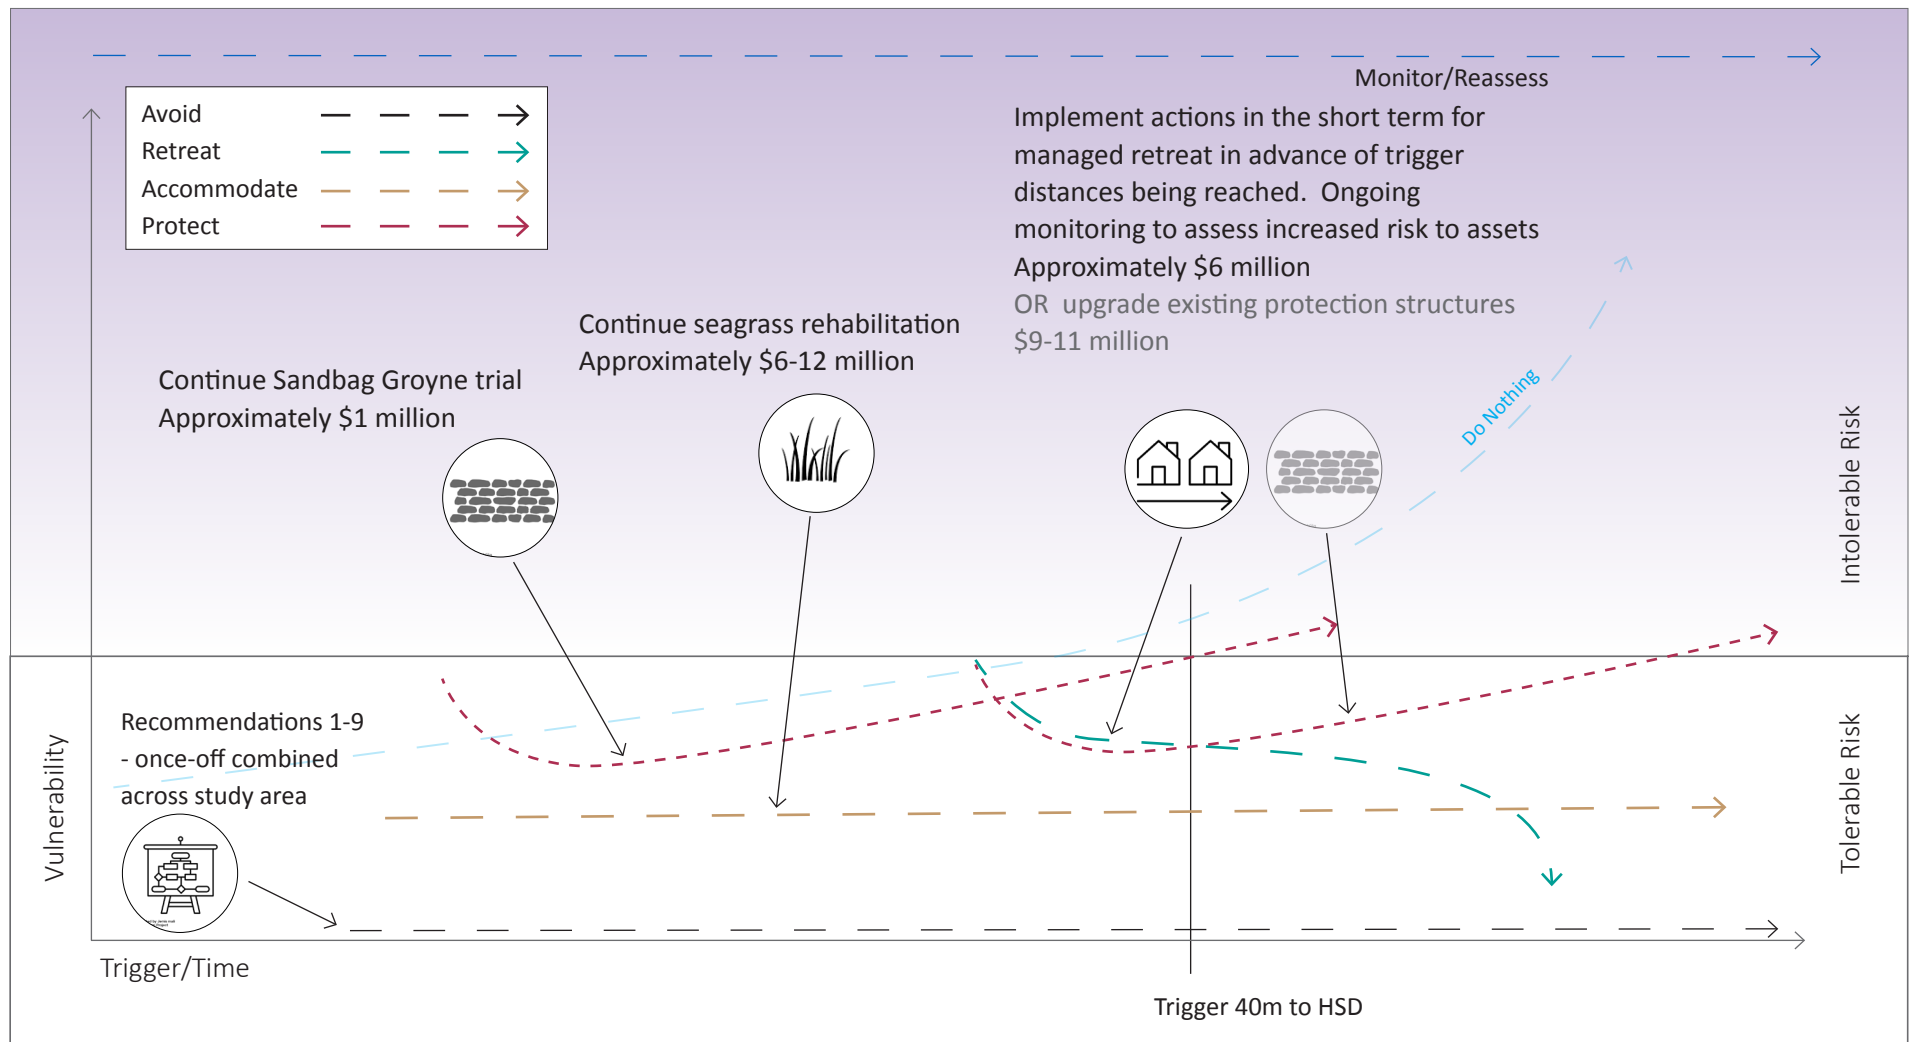 Monitor/Reassess
Avoid
Retreat
Accommodate
Protect
Implement actions in the short term for
managed retreat in advance of trigger
distances being reached.  Ongoing
monitoring to assess increased risk to assets
Approximately $6 million
OR  upgrade existing protection structures
$9-11 million
Continue seagrass rehabilitation
Approximately $6-12 million
Continue Sandbag Groyne trial
Approximately $1 million
Do Nothing
Intolerable Risk
Recommendations 1-9
- once-off combined
across study area
Vulnerability
Tolerable Risk
Trigger/Time
Trigger 40m to HSD